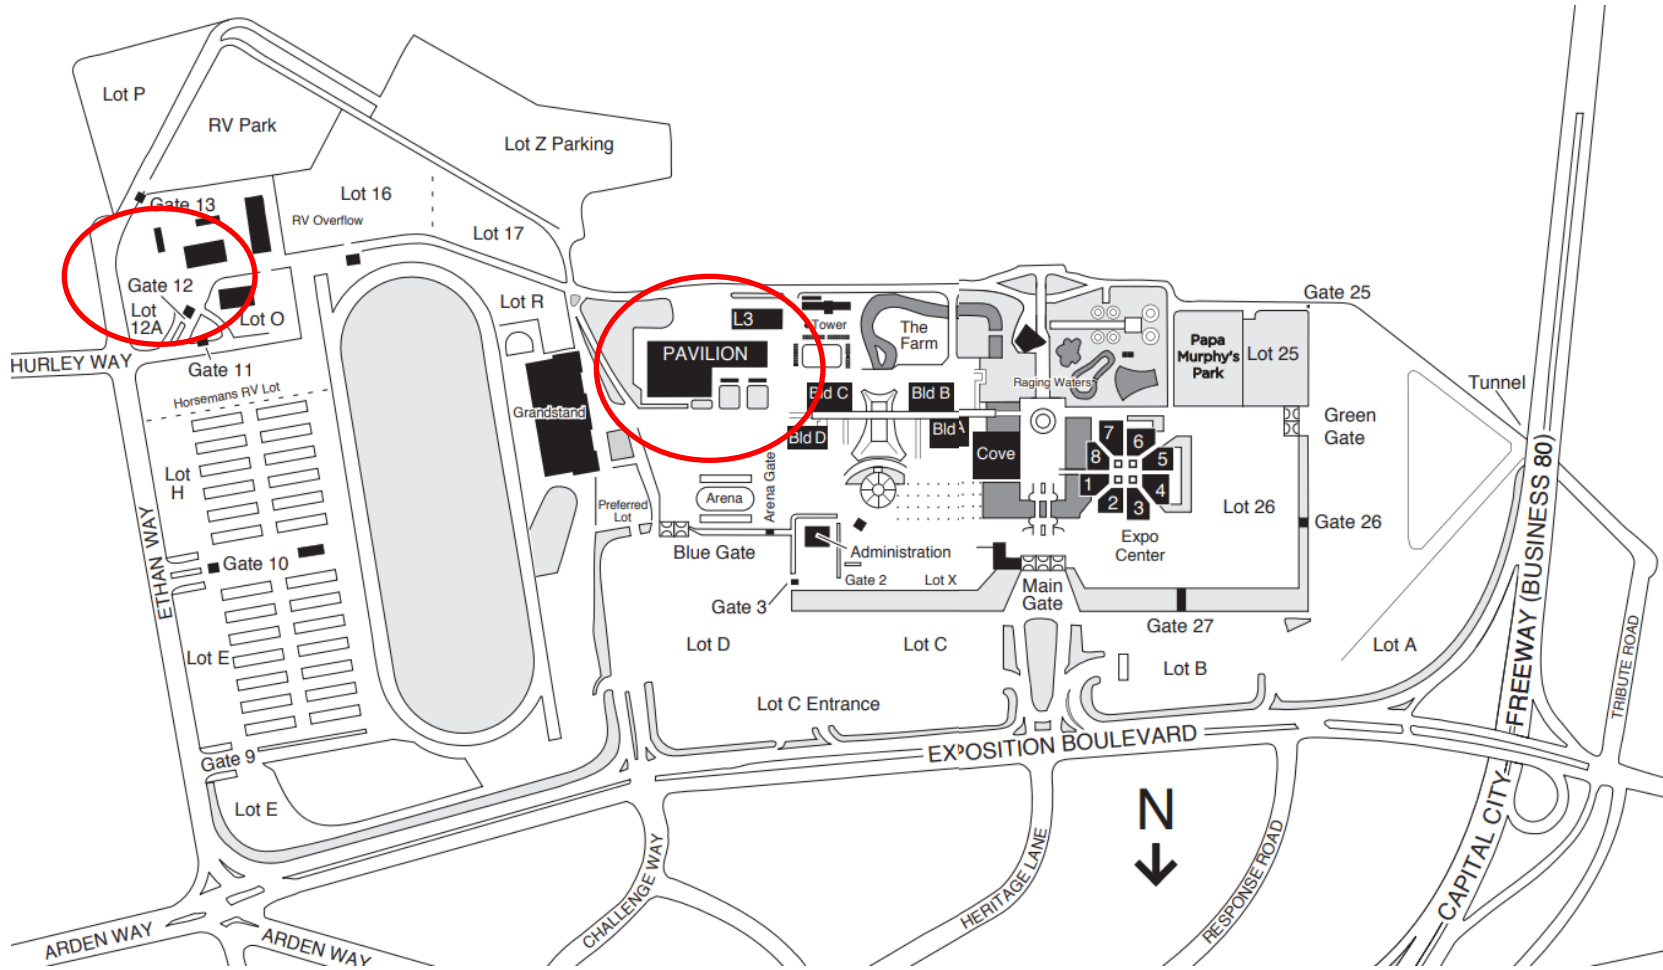 Lot P
RV Park
Lot Z Parking
Lot 16
RV Overflow
Lot 17
Gate 13
Gate 12
Lot
12A
Lot O
HURLEY WAY
Gate 11
Horsemans RV Lot
Lot R
Grandstand
L3
PAVILION
Tower
The
Farm
Bld C
Bld B
Bld D
Bld A
Raging Waters
Cove
Papa
Murphy's
Park
Lot 25
Gate 25
Tunnel
Green
Gate
7
6
8
5
1
4
2
3
Expo
Center
Lot 26
Gate 26
Lot
H
Preferred
Lot
Arena
Arena Gate
Blue Gate
Administration
Gate 2
Lot X
Gate 3
Main
Gate
Gate 27
Gate 10
ETHAN WAY
Lot E
Lot D
Lot C
Lot B
Lot A
Lot C Entrance
EXPOSITION BOULEVARD
Gate 9
Lot E
ARDEN WAY
ARDEN WAY
CHALLENGE WAY
HERITAGE LANE
RESPONSE ROAD
N
CAPITAL CITY FREEWAY (BUSINESS 80)
TRIBUTE ROAD